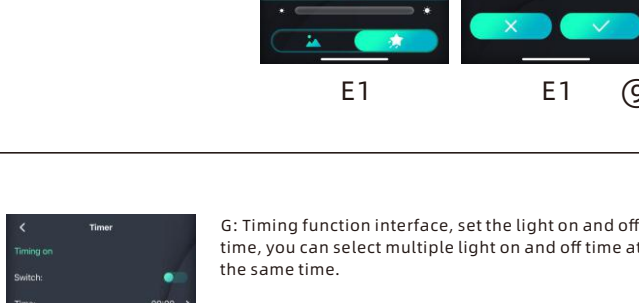 E1
E1
Timer
Timing on
Switch:
G: Timing function interface, set the light on and off
time, you can select multiple light on and off time at
the same time.